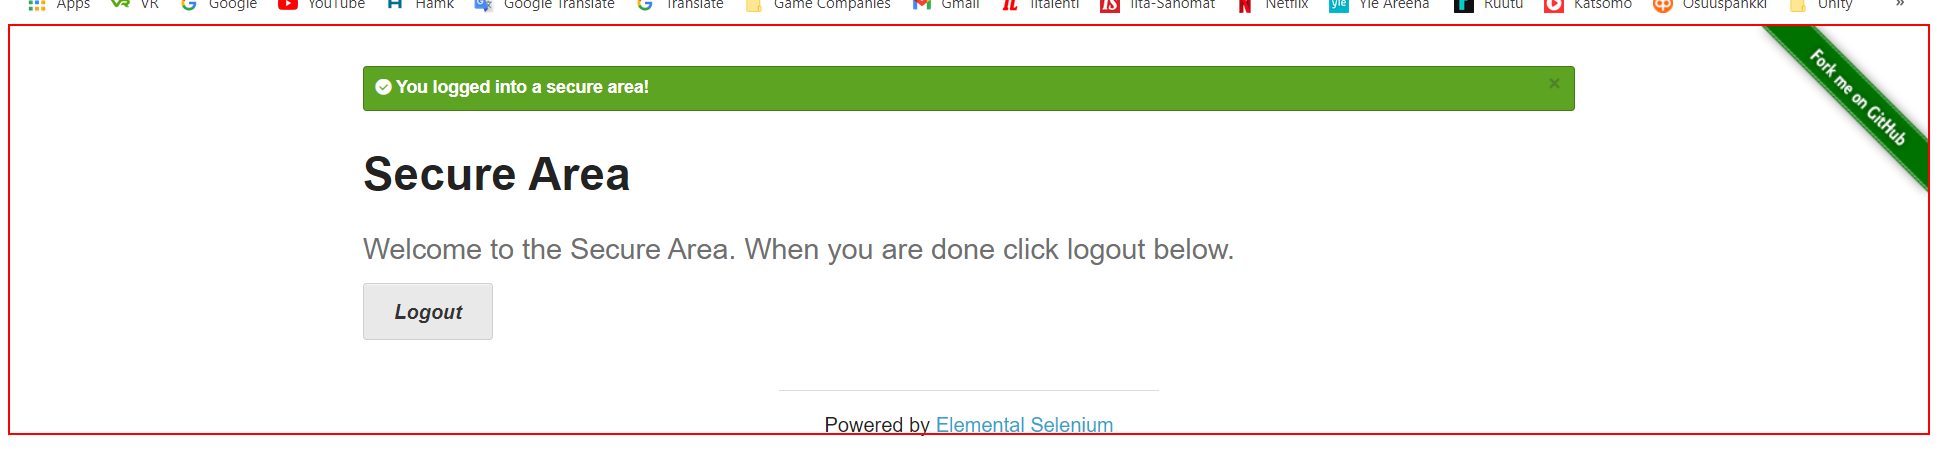 Apps VR Google YouTube Hamk Google Translate Translate Game Companies Gmail Iltalehti Ilta-Sanomat Netflix yle Yle Areena Ruutu Katsomo Osuuspankki Unity »
Fork me on GitHub
You logged into a secure area! ×
Secure Area
Welcome to the Secure Area. When you are done click logout below.
Logout
Powered by Elemental Selenium